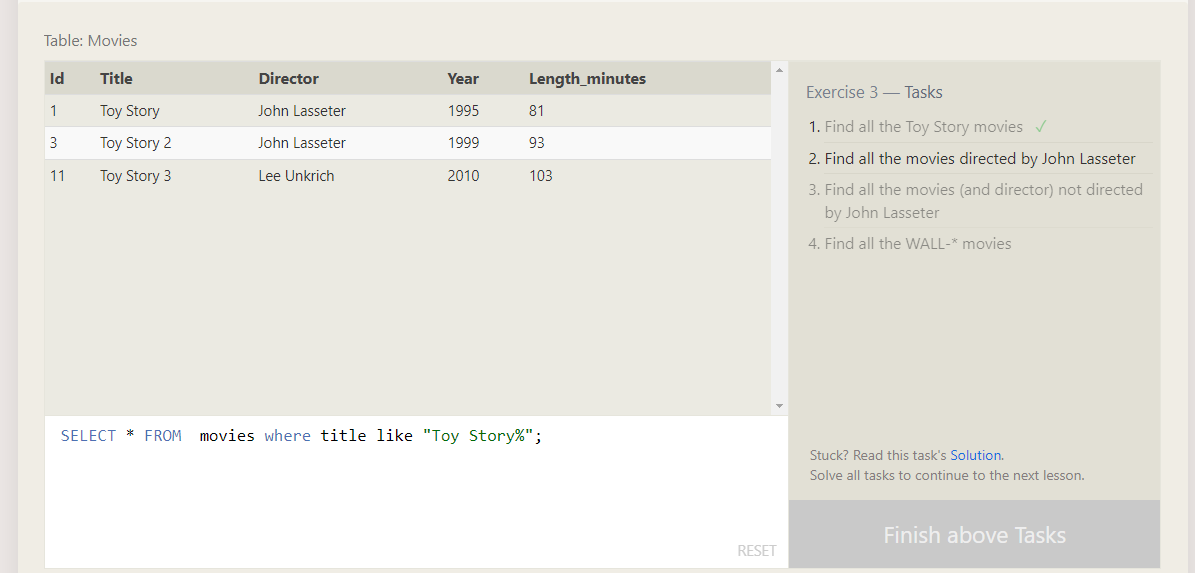 Table: Movies
Id Title Director Year Length_minutes
1 Toy Story John Lasseter 1995 81
3 Toy Story 2 John Lasseter 1999 93
11 Toy Story 3 Lee Unkrich 2010 103
SELECT * FROM  movies where title like "Toy Story%";
RESET
Exercise 3 — Tasks
1. Find all the Toy Story movies ✓
2. Find all the movies directed by John Lasseter
3. Find all the movies (and director) not directed
by John Lasseter
4. Find all the WALL-* movies
Stuck? Read this task's Solution.
Solve all tasks to continue to the next lesson.
Finish above Tasks